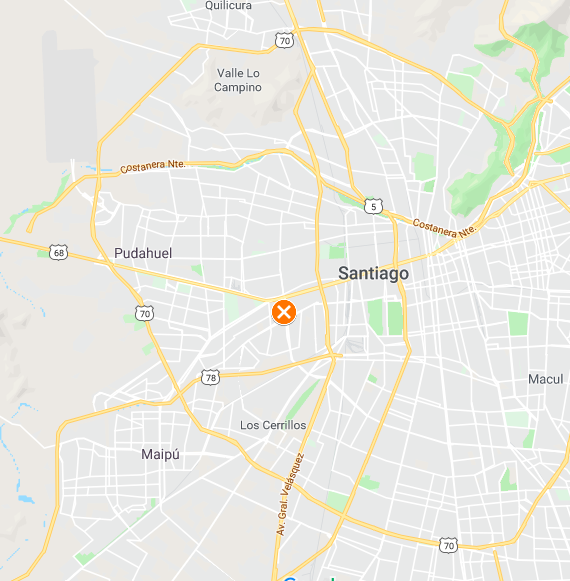 Quilicura
70
Valle Lo
Campino
Costanera Nte.
5
Costanera Nte.
68
Pudahuel
Santiago
70
78
Macul
Los Cerrillos
Maipú
Av. Gral. Velásquez
70